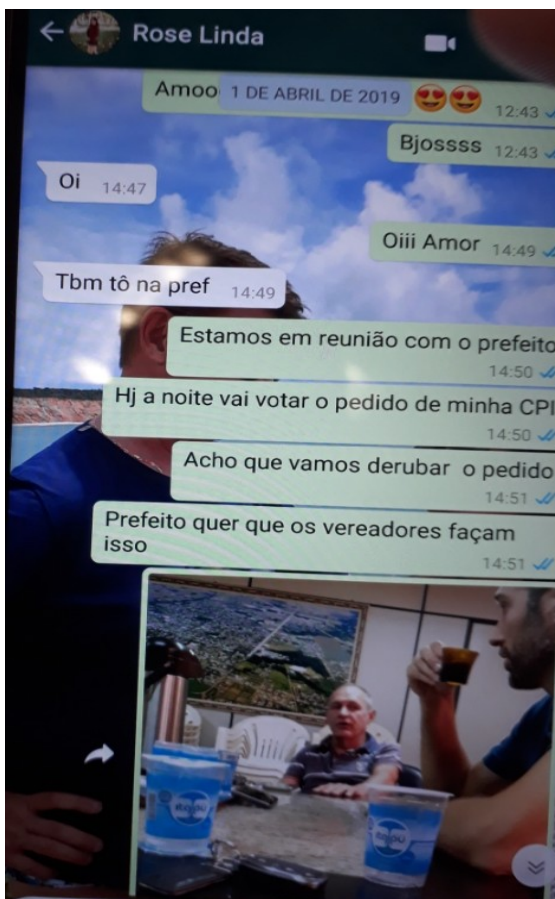 Rose Linda
Amoo 1 DE ABRIL DE 2019 😍😍 12:43
Bjossss 12:43
Oi 14:47
Oiii Amor 14:49
Tbm tô na pref 14:49
Estamos em reunião com o prefeito
14:50
Hj a noite vai votar o pedido de minha CPI
14:50
Acho que vamos derubar o pedido
14:51
Prefeito quer que os vereadores façam
isso
14:51